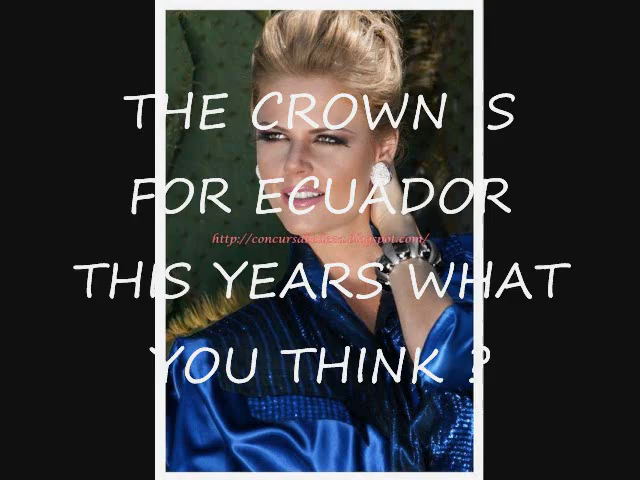 THE CROWN S
FOR ECUADOR
THIS YEARS WHAT
YOU THINK ?